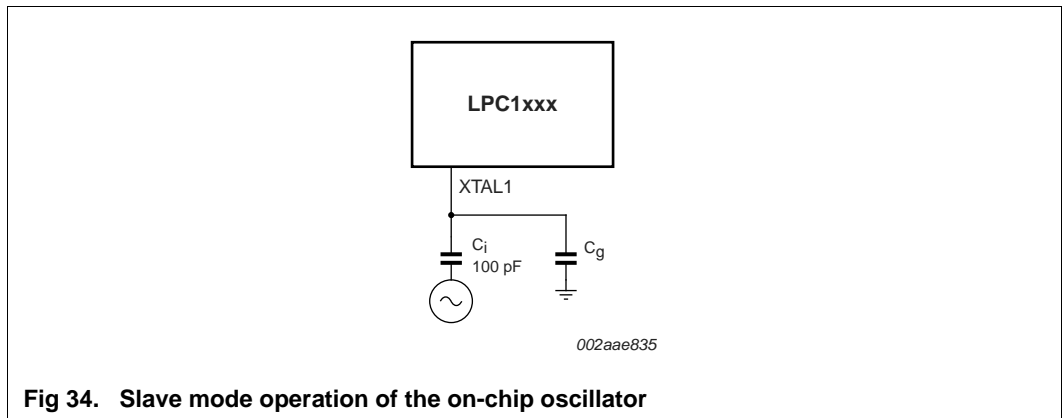 LPC1xxx
XTAL1
Ci
100 pF
Cg
002aae835
Fig 34. Slave mode operation of the on-chip oscillator